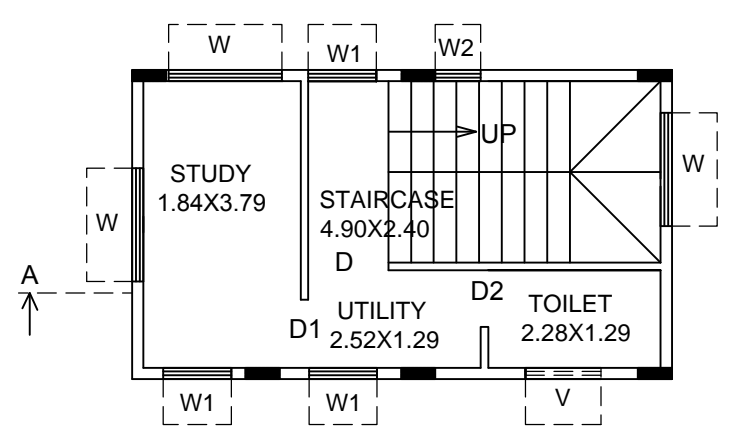 W
W1
W2
UP
STUDY
1.84X3.79
W
STAIRCASE
4.90X2.40
W
D
A
D2
UTILITY
2.52X1.29
TOILET
2.28X1.29
D1
W1
W1
V